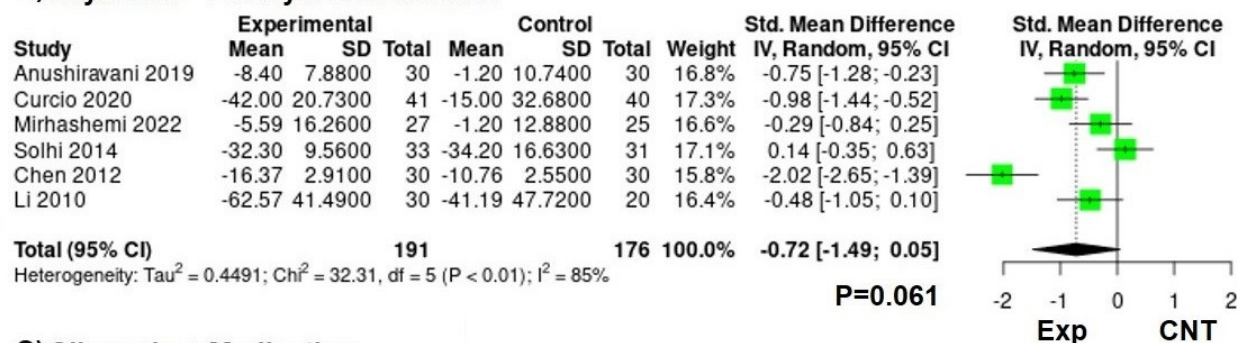 Experimental Control Std. Mean Difference Std. Mean Difference
Study Mean SD Total Mean SD Total Weight IV, Random, 95% CI IV, Random, 95% CI
Anushiravani 2019 -8.40 7.8800 30 -1.20 10.7400 30 16.8% -0.75 [-1.28; -0.23]
Curcio 2020 -42.00 20.7300 41 -15.00 32.6800 40 17.3% -0.98 [-1.44; -0.52]
Mirhashemi 2022 -5.59 16.2600 27 -1.20 12.8800 25 16.6% -0.29 [-0.84; 0.25]
Solhi 2014 -32.30 9.5600 33 -34.20 16.6300 31 17.1% 0.14 [-0.35; 0.63]
Chen 2012 -16.37 2.9100 30 -10.76 2.5500 30 15.8% -2.02 [-2.65; -1.39]
Li 2010 -62.57 41.4900 30 -41.19 47.7200 20 16.4% -0.48 [-1.05; 0.10]
Total (95% CI) 191 176 100.0% -0.72 [-1.49; 0.05]
Heterogeneity: Tau² = 0.4491; Chi² = 32.31, df = 5 (P < 0.01); I² = 85%
P=0.061 -2 -1 0 1 2
Exp CNT